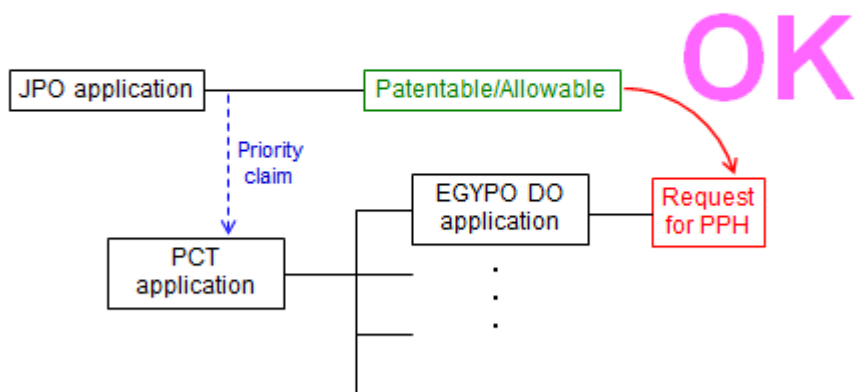 OK
JPO application
Patentable/Allowable
Priority
claim
EGYPO DO
application
Request
for PPH
PCT
application